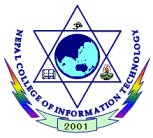 NEPAL COLLEGE OF INFORMATION TECHNOLOGY
2001